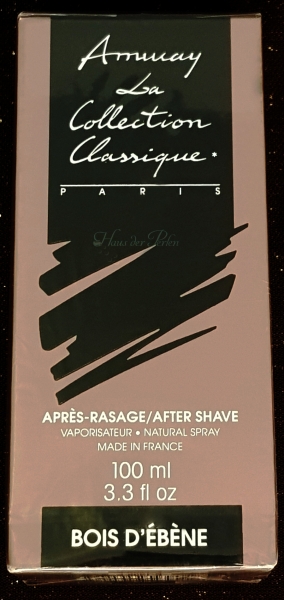 Amunay
La
Collection
Classique*
PARIS
Haus der Perlen
APRÈS-RASAGE/AFTER SHAVE
VAPORISATEUR • NATURAL SPRAY
MADE IN FRANCE
100 ml
3.3 fl oz
BOIS D'ÉBÈNE